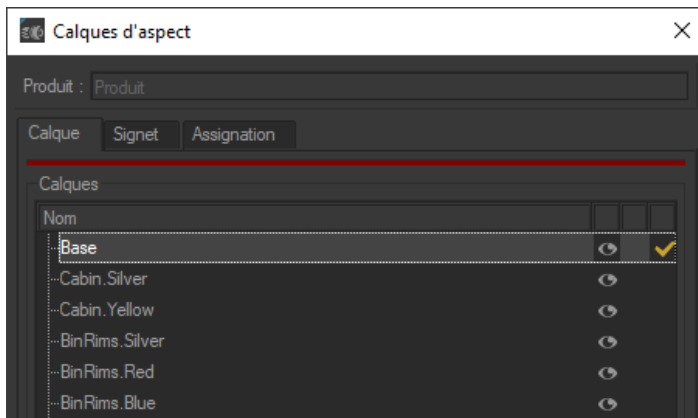 Calques d'aspect
Produit : Produit
Calque Signet Assignation
Calques
Nom
Base
Cabin.Silver
Cabin.Yellow
BinRims.Silver
BinRims.Red
BinRims.Blue